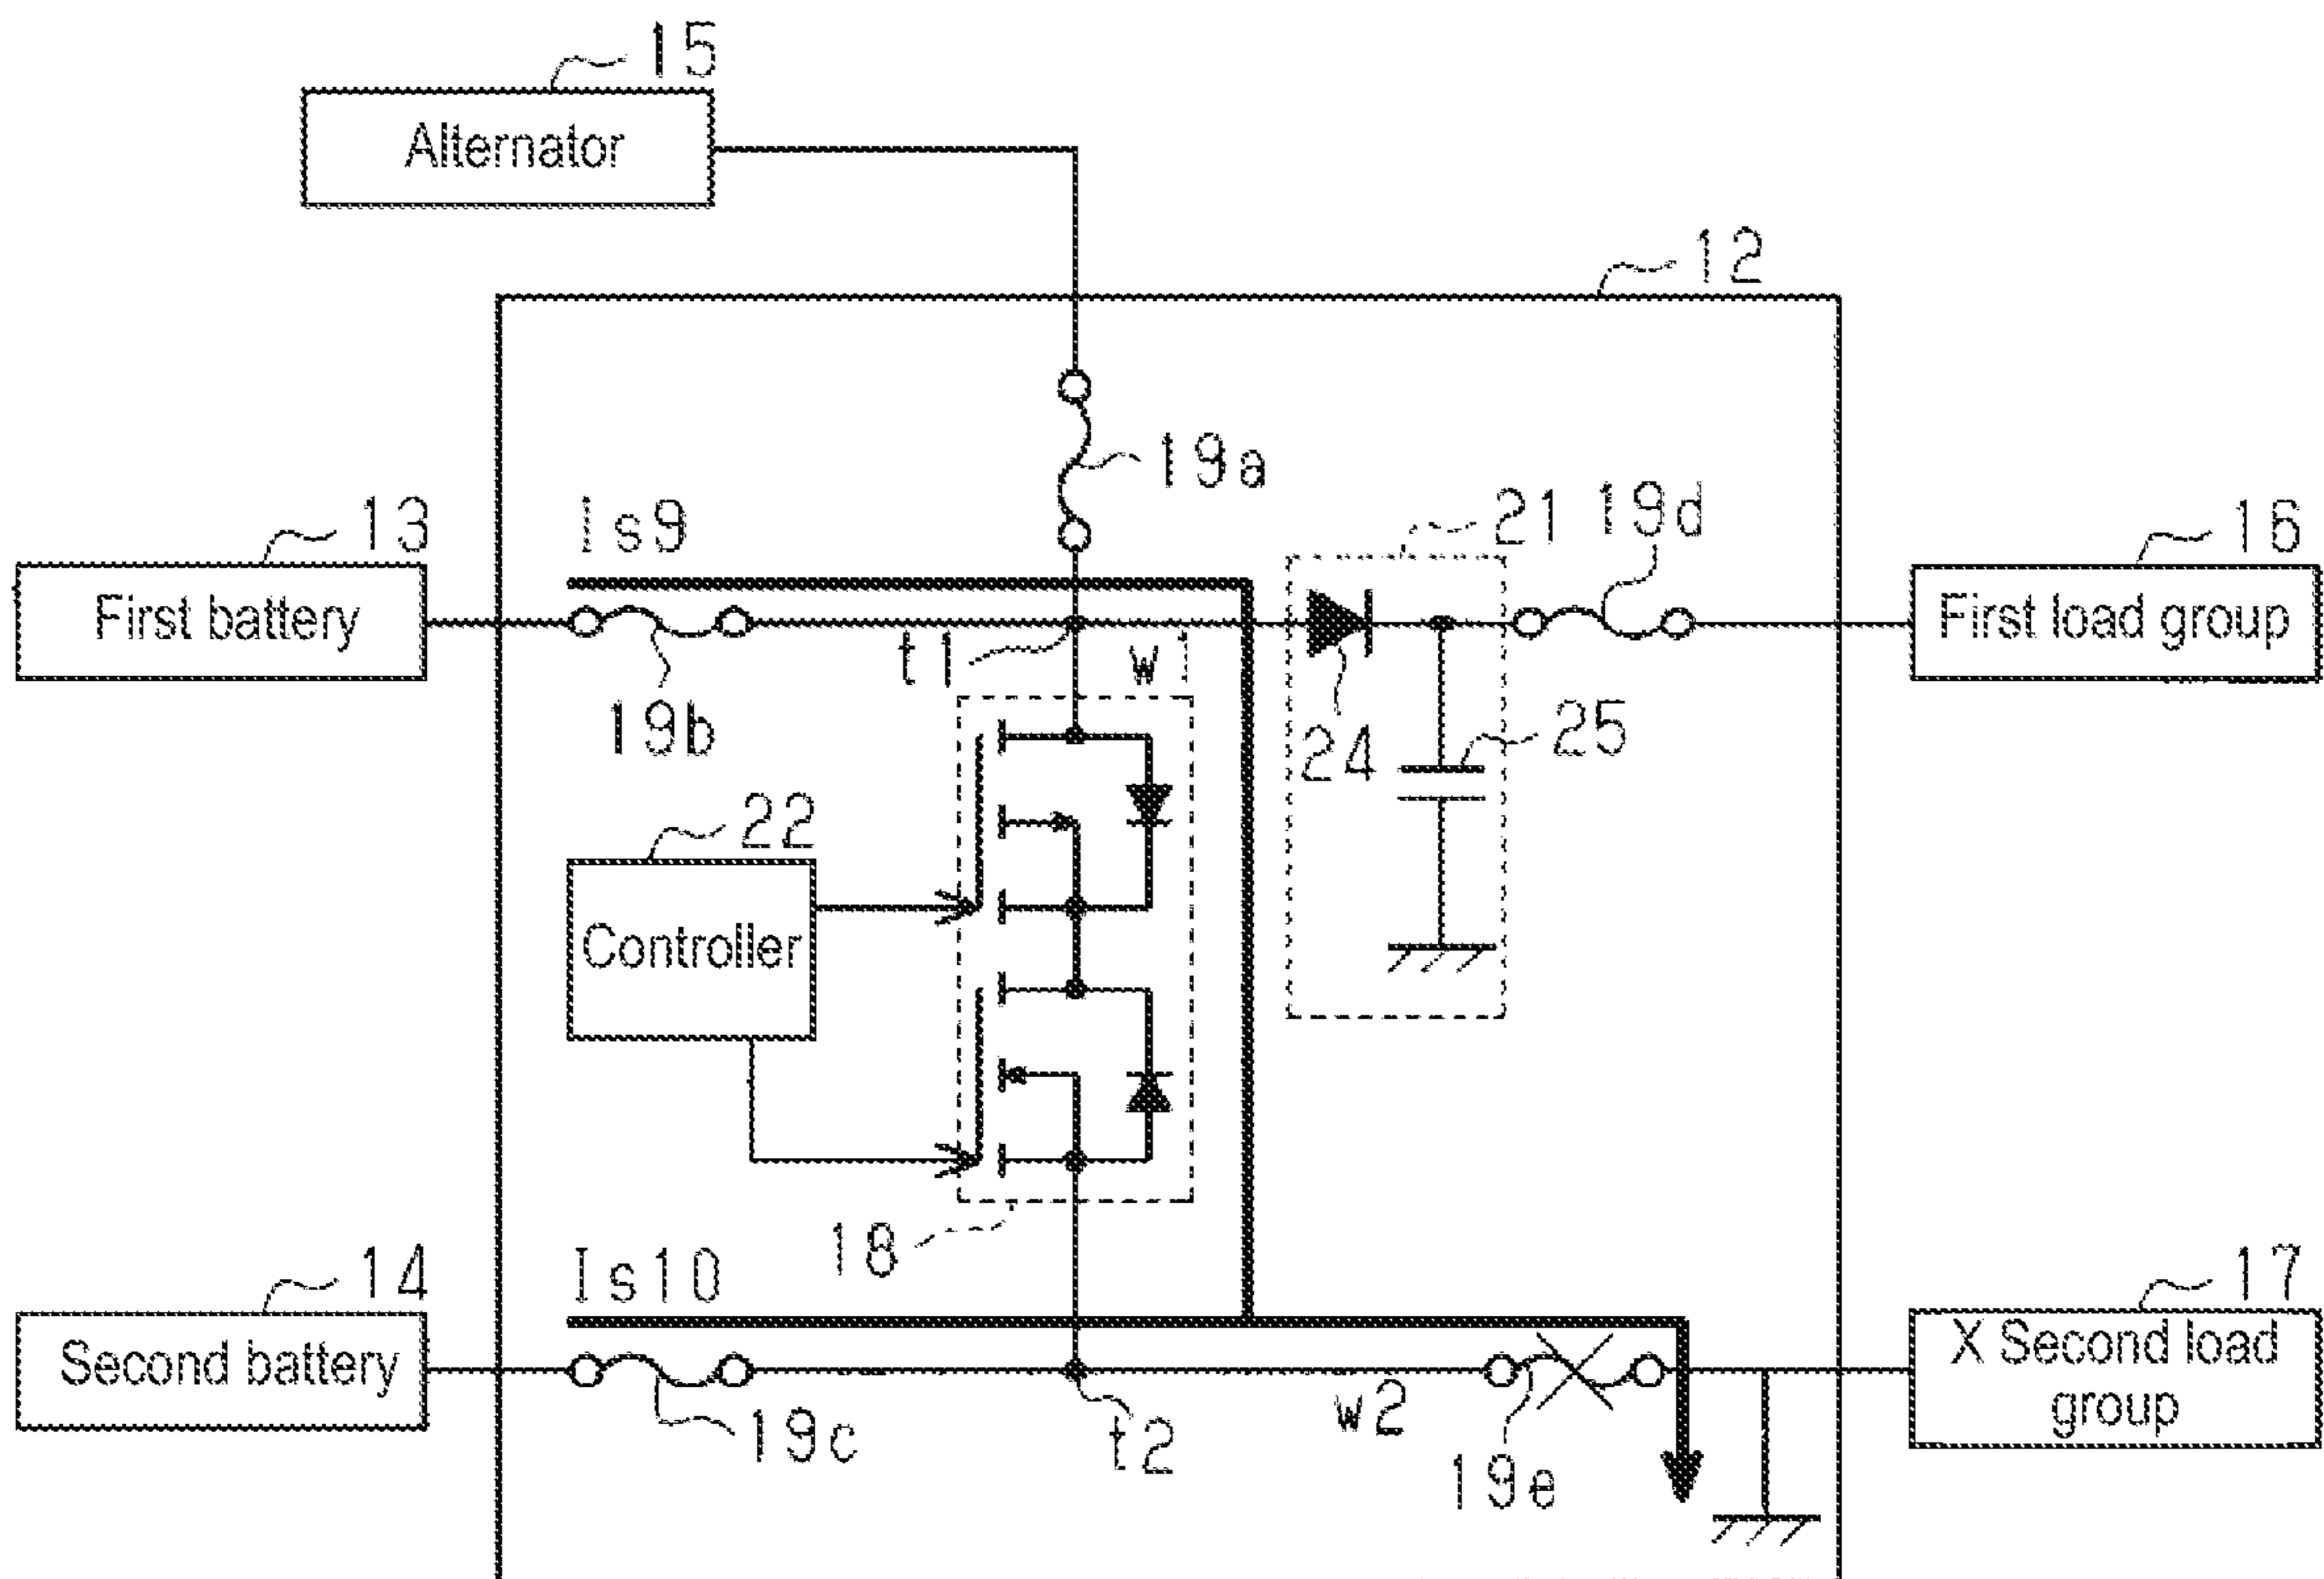 15
Alternator
12
19a
13
Is9
21
19d
16
First battery
First load group
t1
w1
19b
24
25
22
Controller
18
14
Is10
17
Second battery
X Second load
group
19c
t2
w2
19e